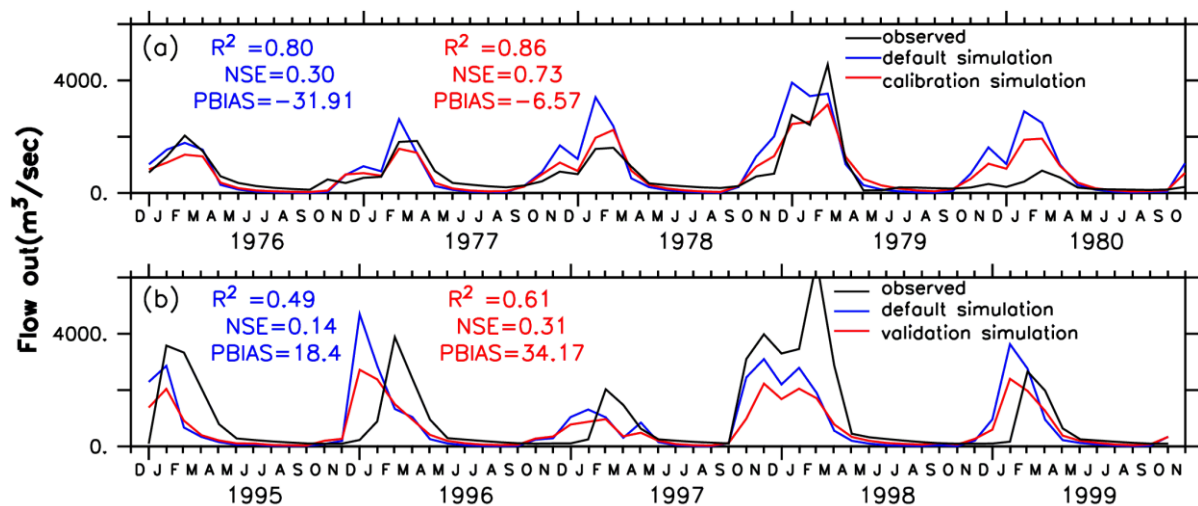 (a)
R² =0.80
R² =0.86
NSE=0.30
NSE=0.73
PBIAS=−31.91
PBIAS=−6.57
observed
default simulation
calibration simulation
4000.
0.
D J F M A M J J A S O N D J F M A M J J A S O N D J F M A M J J A S O N D J F M A M J J A S O N D J F M A M J J A S O
1976 1977 1978 1979 1980
Flow out(m³/sec)
(b)
R² =0.49
R² =0.61
NSE=0.14
NSE=0.31
PBIAS=18.4
PBIAS=34.17
observed
default simulation
validation simulation
4000.
0.
D J F M A M J J A S O N D J F M A M J J A S O N D J F M A M J J A S O N D J F M A M J J A S O N D J F M A M J J A S O N
1995 1996 1997 1998 1999